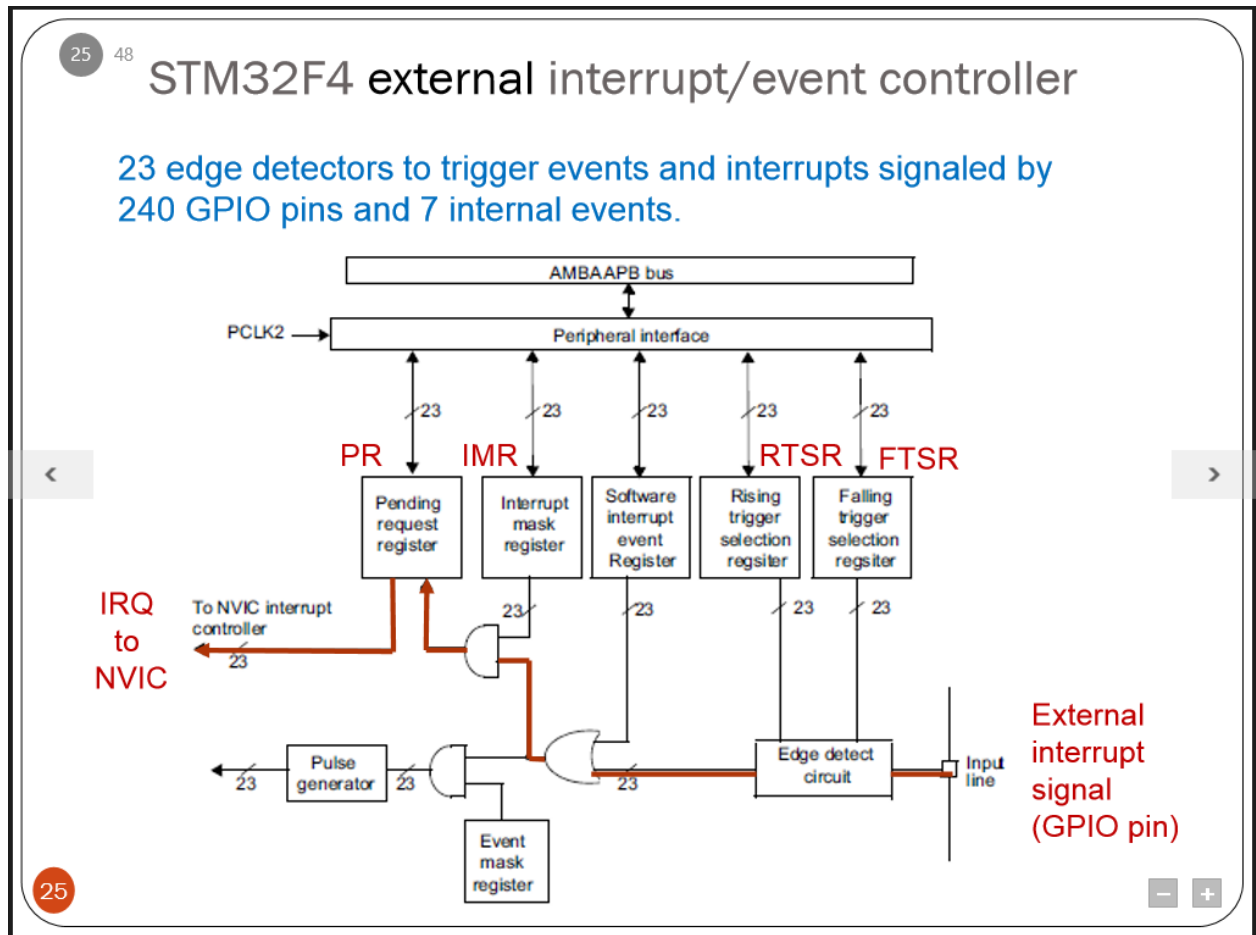 25 48
STM32F4 external interrupt/event controller
23 edge detectors to trigger events and interrupts signaled by
240 GPIO pins and 7 internal events.
AMBAAPB bus
PCLK2
Peripheral interface
23
23
23
23
23
PR
IMR
RTSR
FTSR
Pending
request
register
Interrupt
mask
register
Software
interrupt
event
Register
Rising
trigger
selection
regsiter
Falling
trigger
selection
regsiter
IRQ
to
NVIC
To NVIC interrupt
controller
23
23
23
23
23
External
interrupt
signal
(GPIO pin)
Edge detect
circuit
Input
line
23
Pulse
generator
23
23
Event
mask
register
25